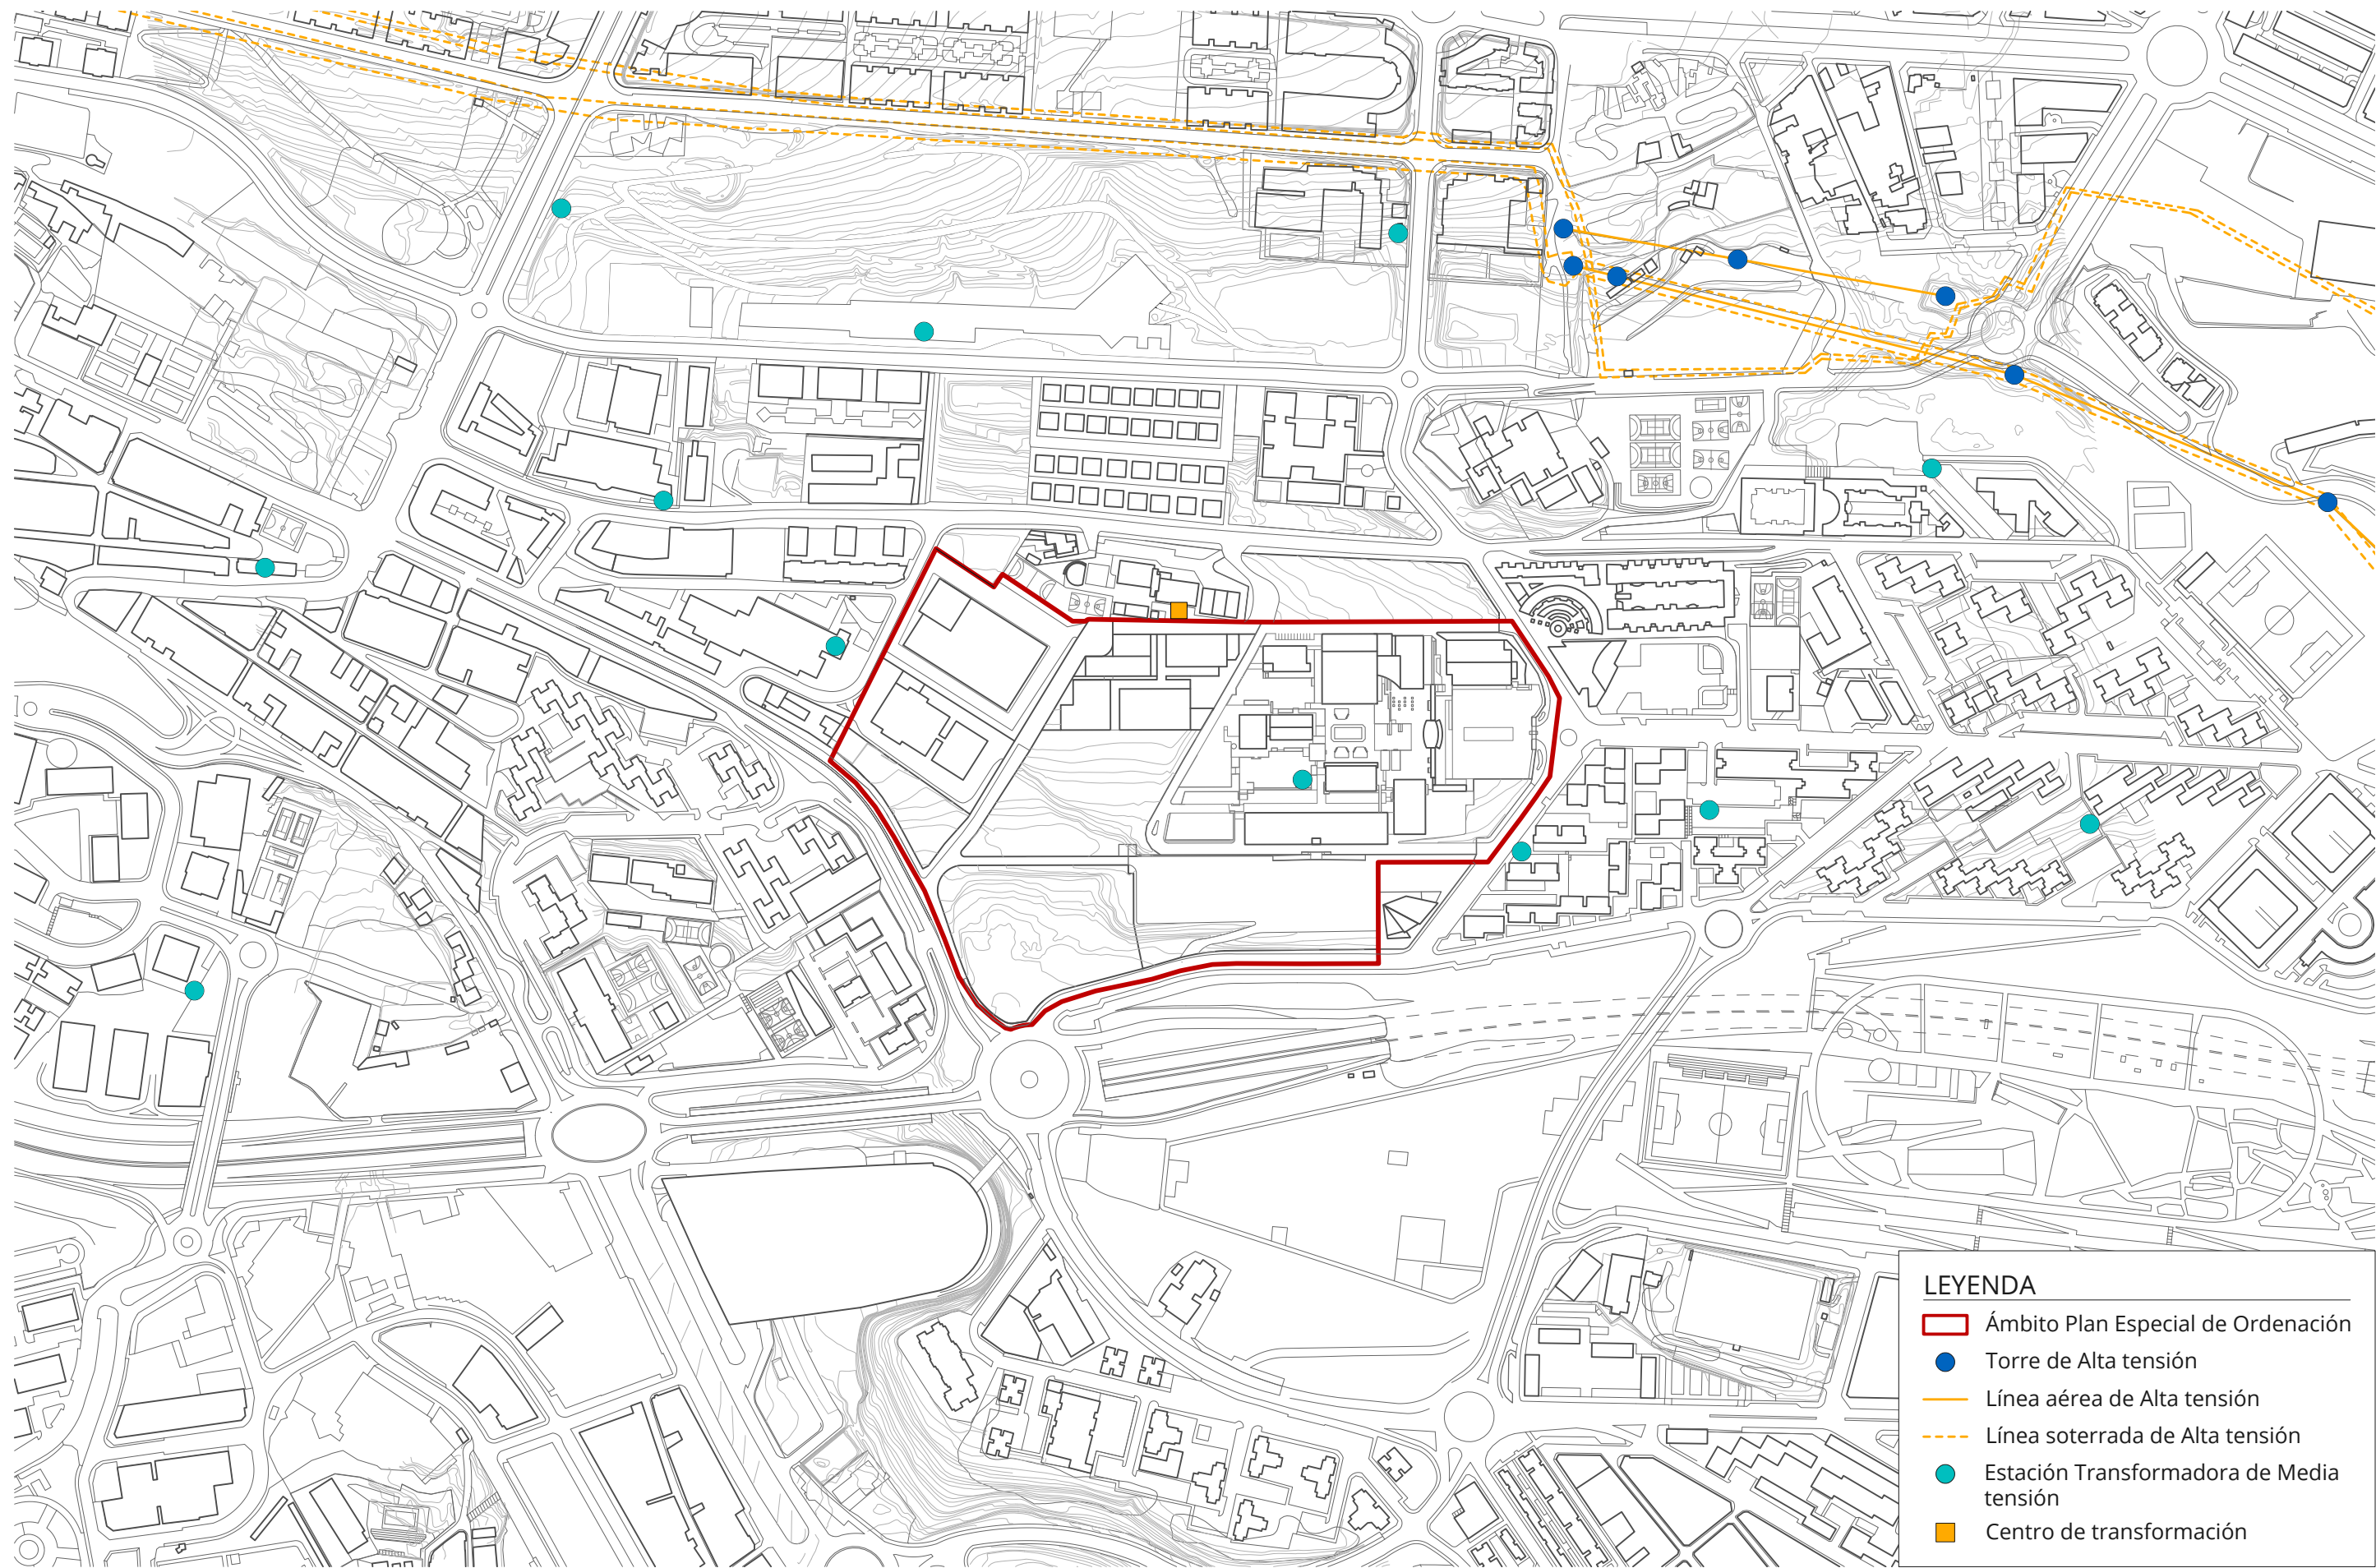 LEYENDA
Ámbito Plan Especial de Ordenación
Torre de Alta tensión
Línea aérea de Alta tensión
Línea soterrada de Alta tensión
Estación Transformadora de Media
tensión
Centro de transformación